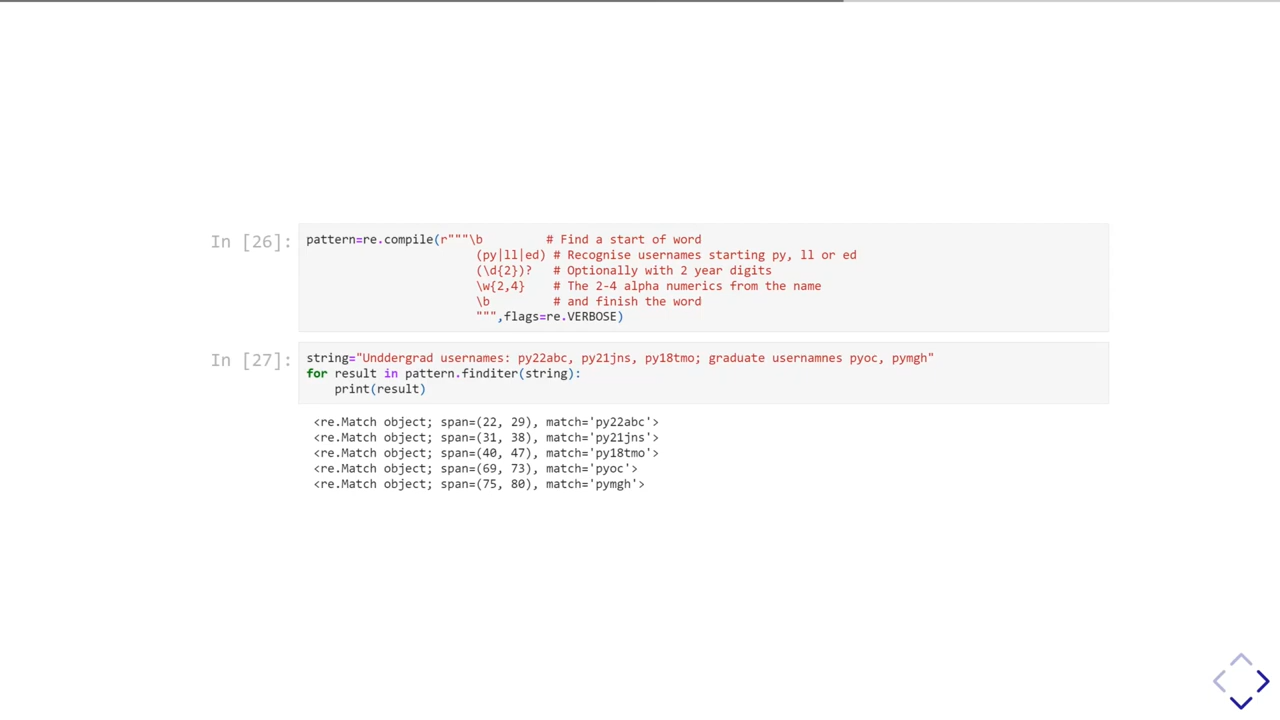 In [26]: pattern=re.compile(r"""\b # Find a start of word
(py|ll|ed) # Recognise usernames starting py, ll or ed
(\d{2})? # Optionally with 2 year digits
\w{2,4} # The 2-4 alpha numerics from the name
\b # and finish the word
""",flags=re.VERBOSE)
In [27]: string="Unddergrad usernames: py22abc, py21jns, py18tmo; graduate usernamnes pyoc, pymgh"
for result in pattern.finditer(string):
print(result)
<re.Match object; span=(22, 29), match='py22abc'>
<re.Match object; span=(31, 38), match='py21jns'>
<re.Match object; span=(40, 47), match='py18tmo'>
<re.Match object; span=(69, 73), match='pyoc'>
<re.Match object; span=(75, 80), match='pymgh'>